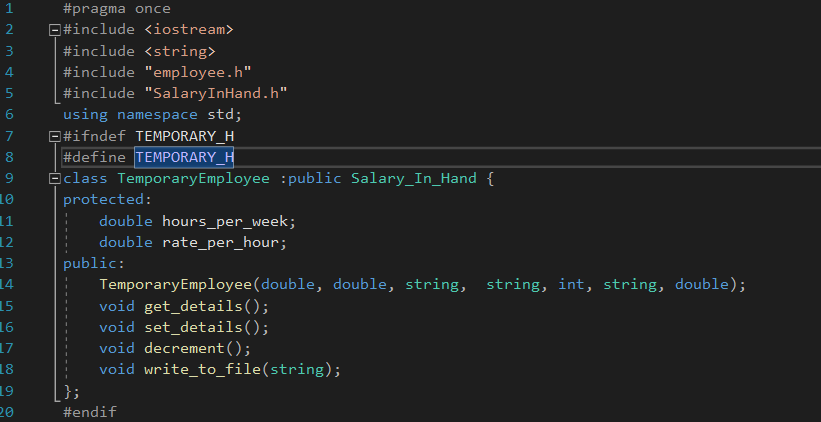 1 #pragma once
2 #include <iostream>
3 #include <string>
4 #include "employee.h"
5 #include "SalaryInHand.h"
6 using namespace std;
7 #ifndef TEMPORARY_H
8 #define TEMPORARY_H
9 class TemporaryEmployee :public Salary_In_Hand {
10 protected:
11 double hours_per_week;
12 double rate_per_hour;
13 public:
14 TemporaryEmployee(double, double, string,  string, int, string, double);
15 void get_details();
16 void set_details();
17 void decrement();
18 void write_to_file(string);
19 };
20 #endif